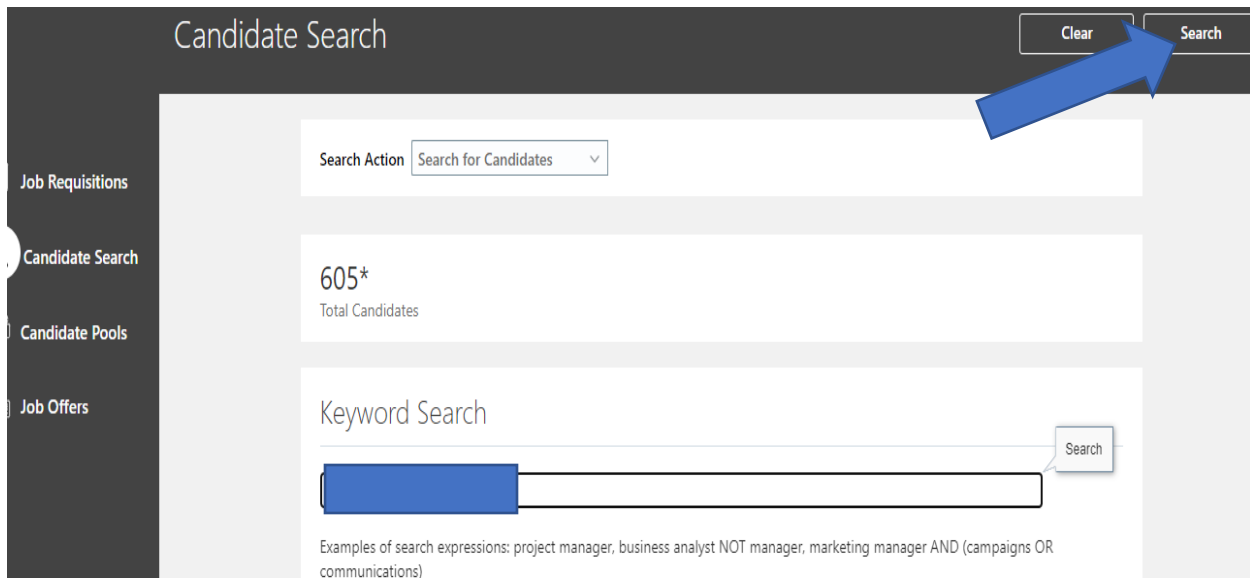 Candidate Search
Clear
Search
Search Action
Search for Candidates
Job Requisitions
Candidate Search
Candidate Pools
Job Offers
605*
Total Candidates
Keyword Search
Search
Examples of search expressions: project manager, business analyst NOT manager, marketing manager AND (campaigns OR
communications)